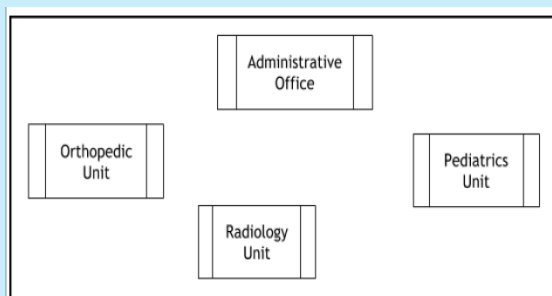 Administrative
Office
Orthopedic
Unit
Pediatrics
Unit
Radiology
Unit